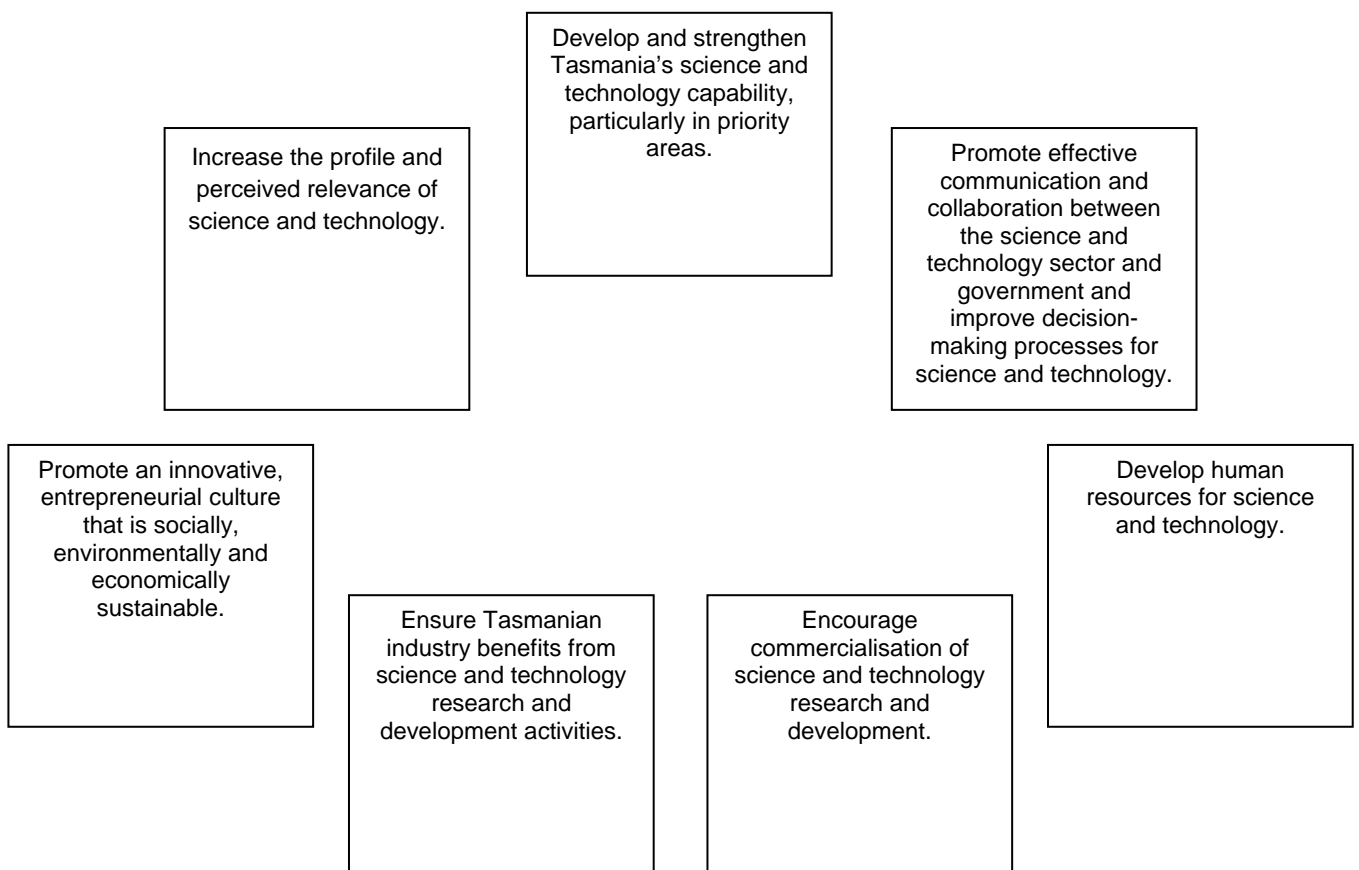 Develop and strengthen
Tasmania's science and
technology capability,
particularly in priority
areas.
Increase the profile and
perceived relevance of
science and technology.
Promote effective
communication and
collaboration between
the science and
technology sector and
government and
improve decision-
making processes for
science and technology.
Promote an innovative,
entrepreneurial culture
that is socially,
environmentally and
economically
sustainable.
Develop human
resources for science
and technology.
Ensure Tasmanian
industry benefits from
science and technology
research and
development activities.
Encourage
commercialisation of
science and technology
research and
development.